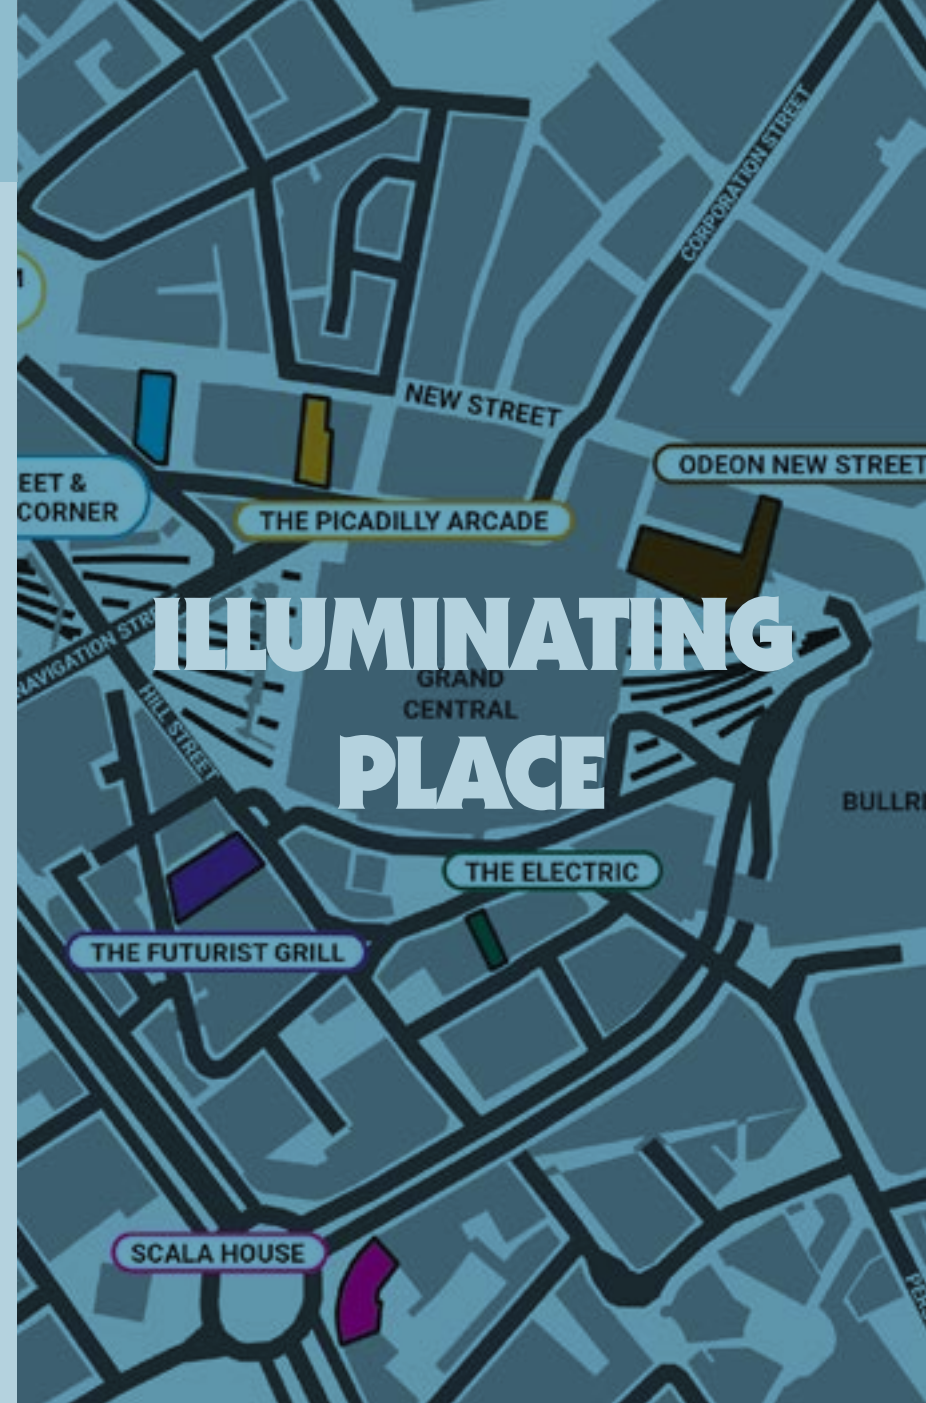 CORPORATION STREET
NEW STREET
ODEON NEW STREET
EET &
CORNER
THE PICADILLY ARCADE
ILLUMINATING
NAVIGATION STR
GRAND
CENTRAL
HILL STREET
PLACE
BULLR
THE ELECTRIC
THE FUTURIST GRILL
SCALA HOUSE